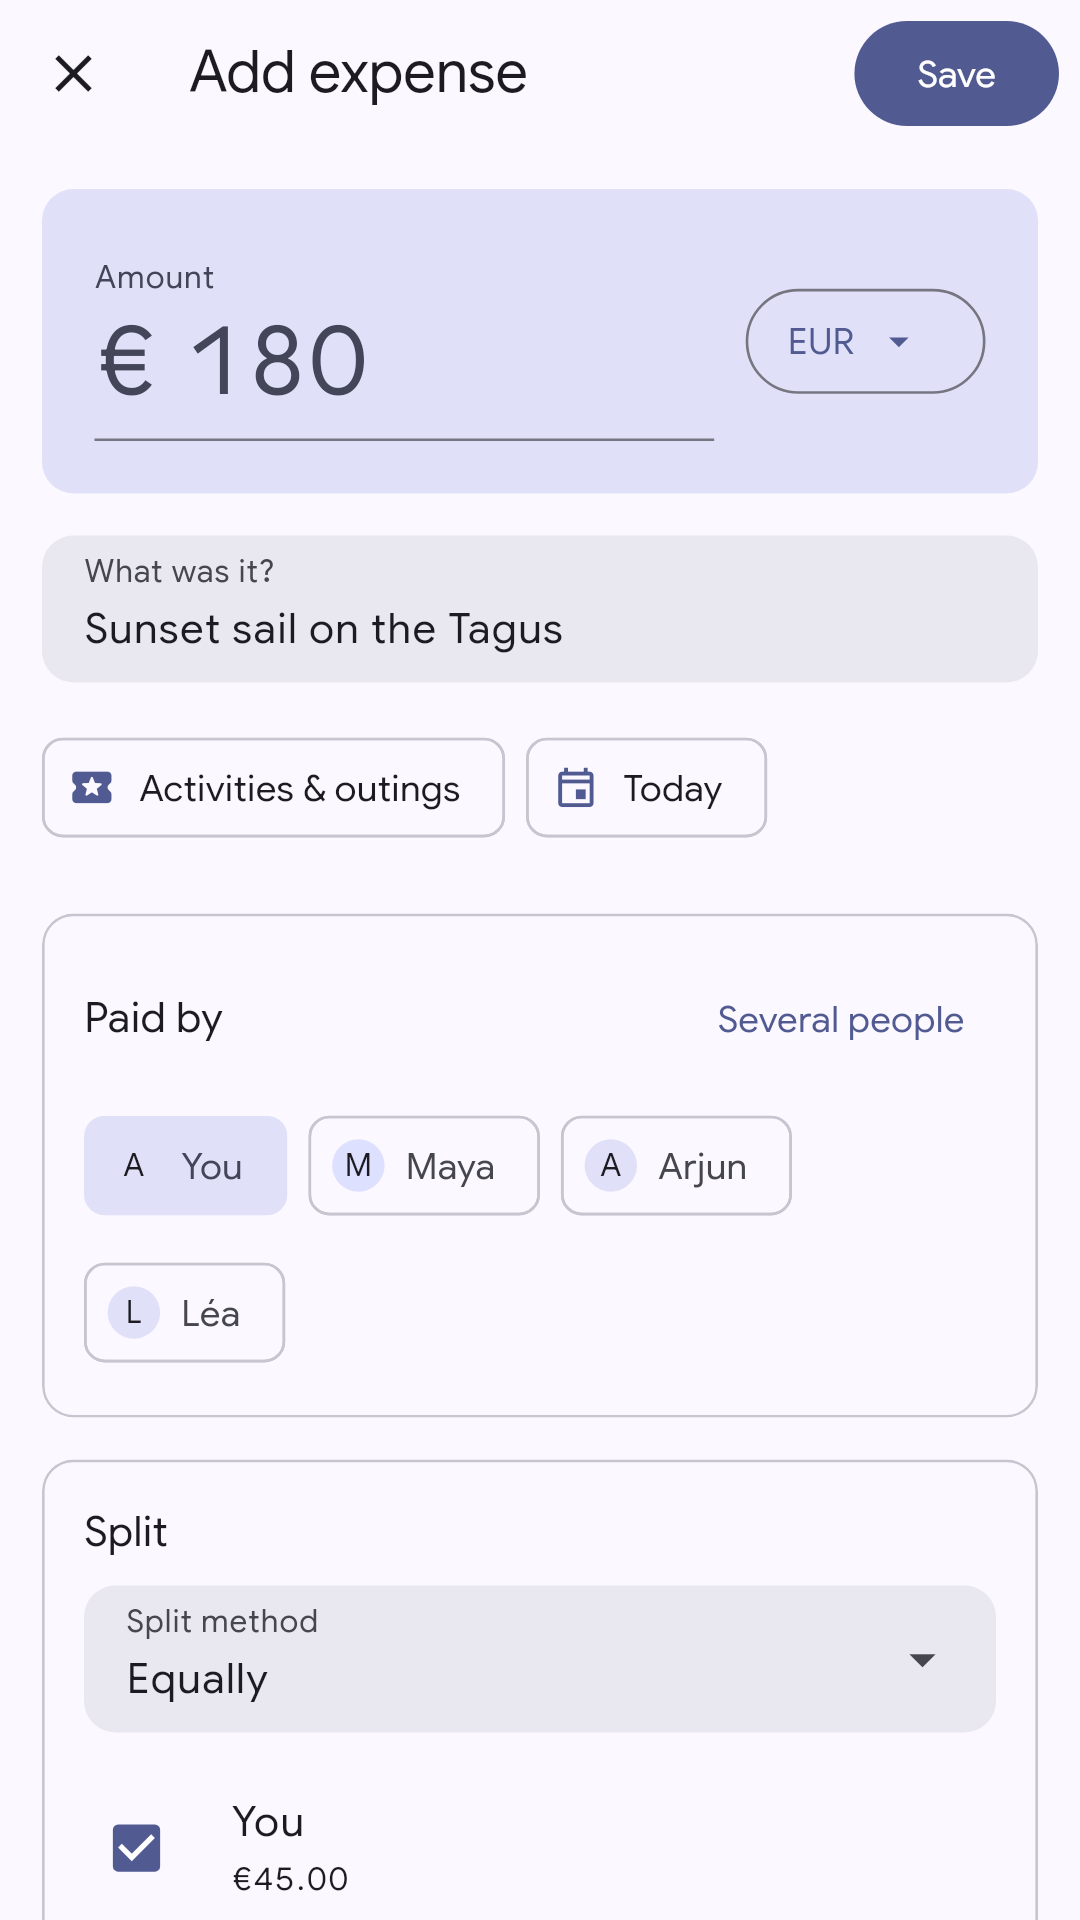 Add expense
Save
Amount
€ 180
EUR
What was it?
Sunset sail on the Tagus
Activities & outings
Today
Paid by
Several people
A You
M Maya
A Arjun
L Léa
Split
Split method
Equally
You
€45.00